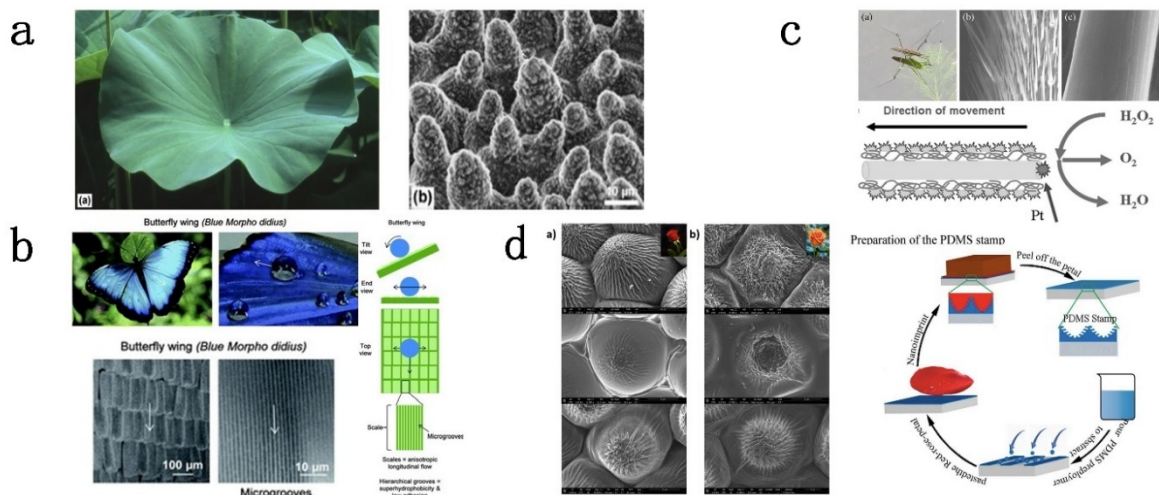 a
(a)
(b)
10 μm
b
Butterfly wing (Blue Morpho didius)
Butterfly wing (Blue Morpho didius)
100 μm
10 μm
Microgrooves
Butterfly wing
Tilt
view
End
view
Top
view
Scale
Microgrooves
Scales = anisotropic
longitudinal flow
Hierarchical grooves =
superhydrophobicity &
c
(a)
(b)
(c)
Direction of movement
H₂O₂
O₂
H₂O
Pt
d
a)
b)
Preparation of the PDMS stamp
Peel off the petal
PDMS Stamp
Nanoimprint
Pour PDMS preploymer
to abstract
pastedthe Red-rose-petal